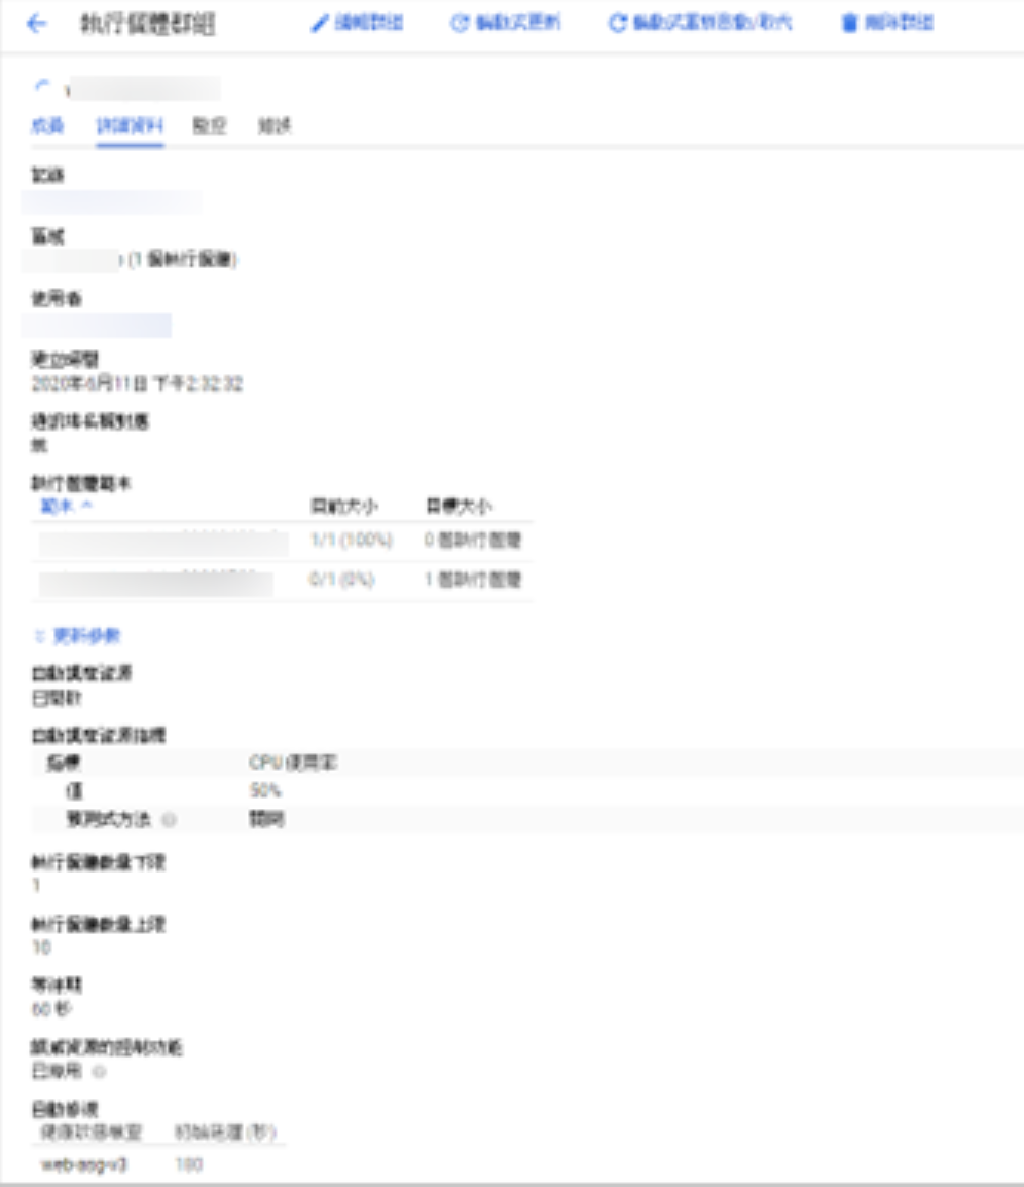 執行個體群組 編輯群組 輪動式更新 輪動式重新啟動/取代 刪除群組
成員 詳細資料 監控 錯誤
記錄
區域
(1 個執行個體)
使用者
建立時間
2020年6月11日 下午2:32:32
通訊埠名稱對應
無
執行個體範本
範本 目前大小 目標大小
1/1 (100%) 0 個執行個體
0/1 (0%) 1 個執行個體
更新參數
自動調度資源
已開啟
自動調度資源指標
指標 CPU 使用率
值 50%
預測式方法 關閉
執行個體數量下限
1
執行個體數量上限
10
等待期
60 秒
縮減資源的控制功能
已停用
自動修復
健康狀態檢查 初始延遲 (秒)
180